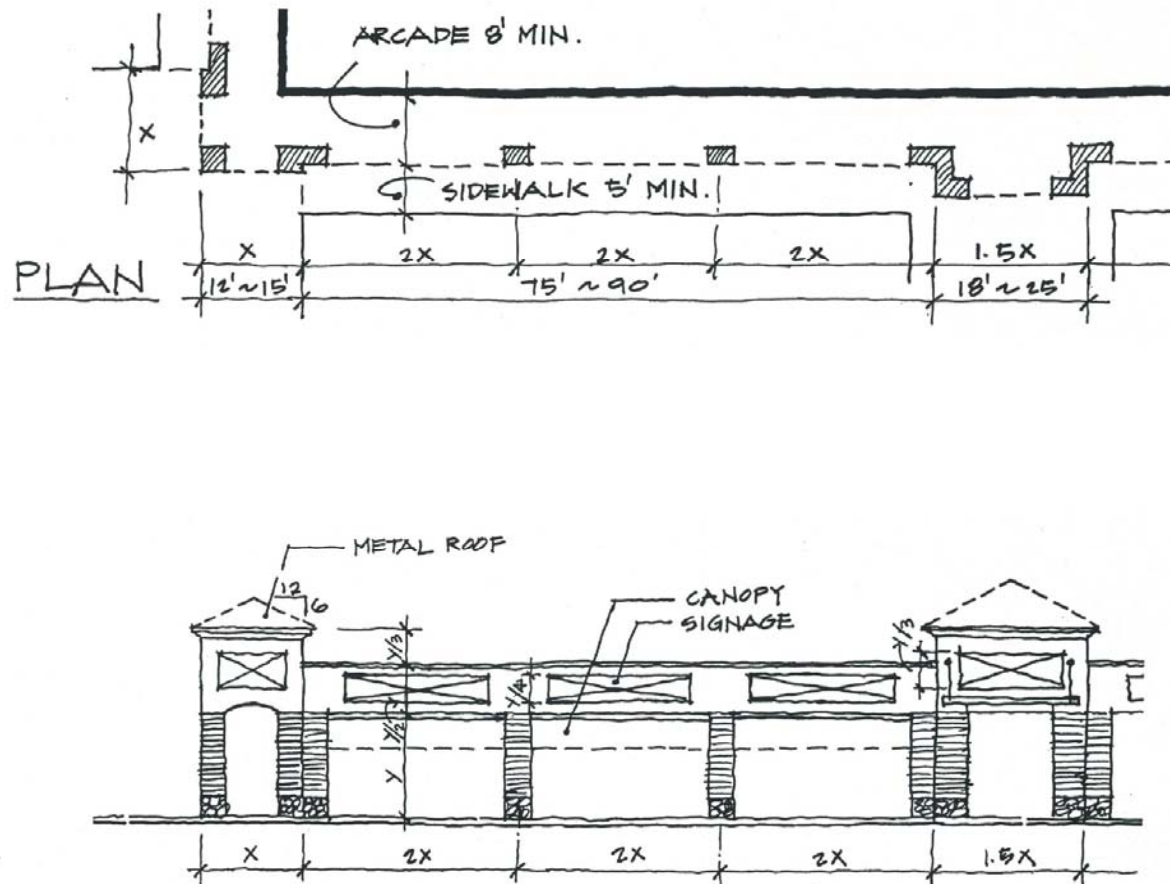 ARCADE 8' MIN.
X
SIDEWALK 5' MIN.
X 2X 2X 2X 1.5X
PLAN
12'~15' 75'~90' 18'~25'
METAL ROOF
12
6
CANOPY
SIGNAGE
Y/3
Y/3
Y/4
Y/2
Y
X 2X 2X 2X 1.5X